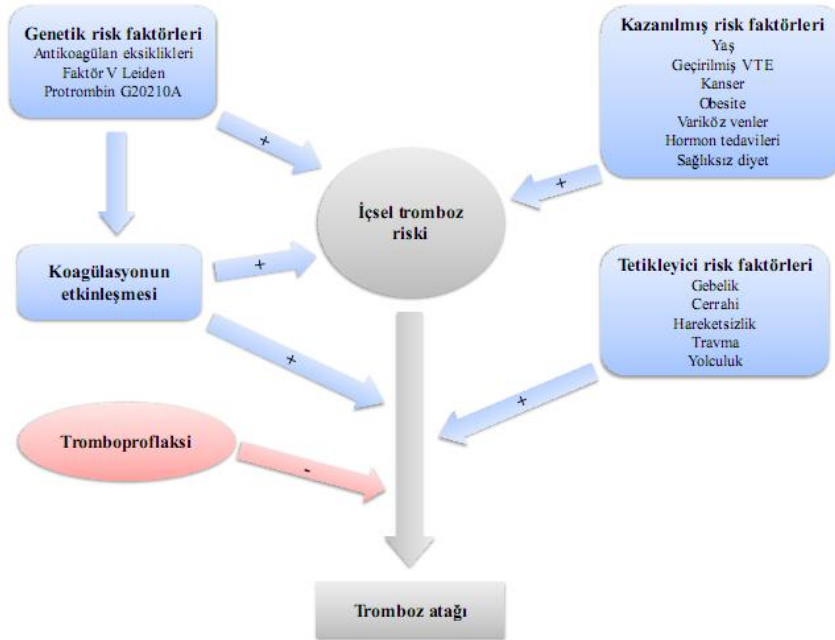 Genetik risk faktörleri
Antikoagülan eksiklikleri
Faktör V Leiden
Protrombin G20210A
Kazanılmış risk faktörleri
Yaş
Geçirilmiş VTE
Kanser
Obesite
Variköz venler
Hormon tedavileri
Sağlıksız diyet
+
+
İçsel tromboz
riski
Koagülasyonun
etkinleşmesi
+
+
Tetikleyici risk faktörleri
Gebelik
Cerrahi
Hareketsizlik
Travma
Yolculuk
+
Tromboproflaksi
-
Tromboz atağı